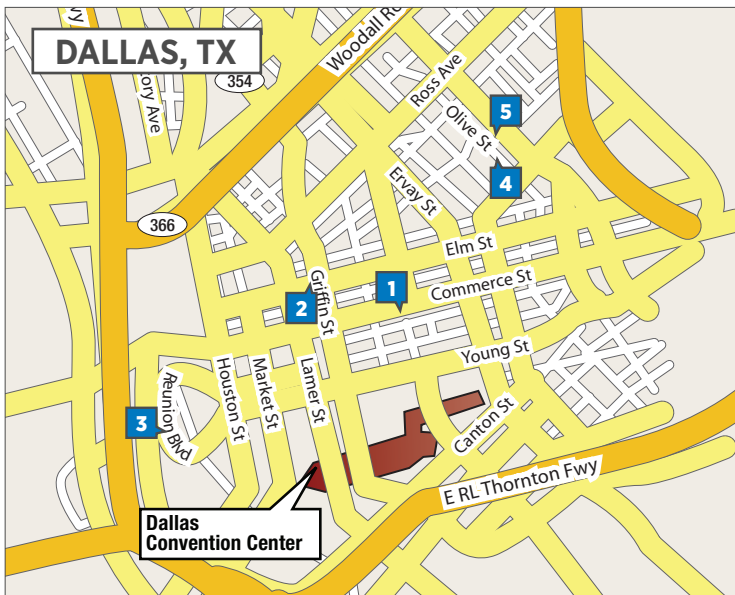 DALLAS, TX
354
Woodall Ro
Ross Ave
ory Ave
5
Olive St
4
Ervay St
366
Elm St
Griffin St
1
Commerce St
2
Young St
Houston St
Market St
Lamer St
Reunion Blvd
3
Canton St
E RL Thornton Fwy
Dallas
Convention Center